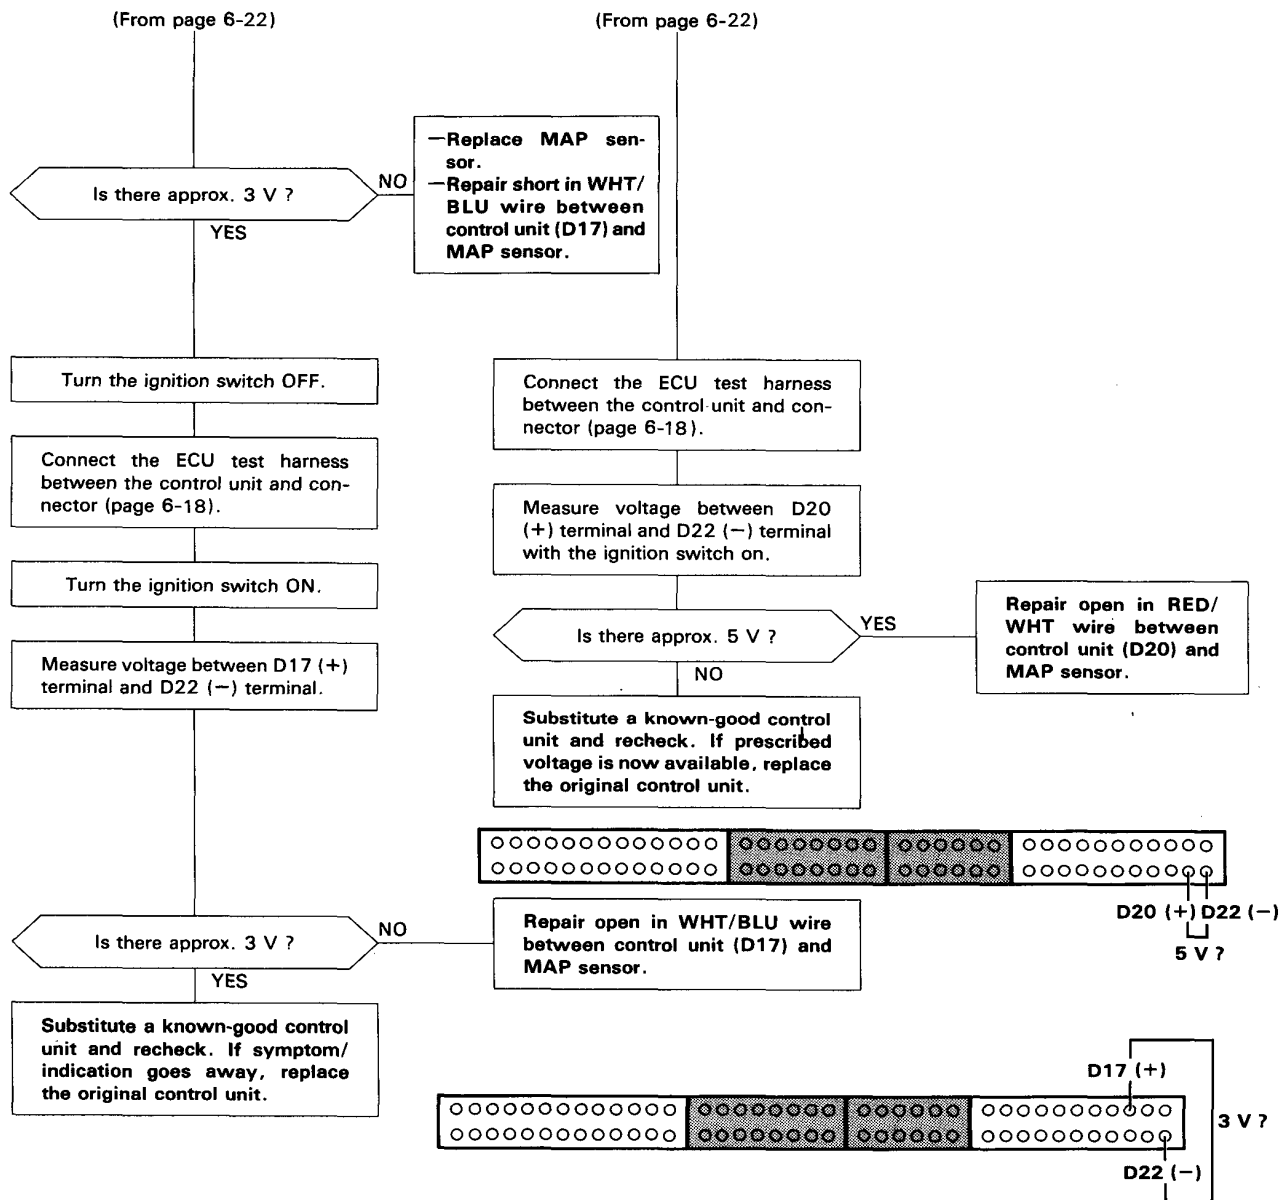 (From page 6-22)
(From page 6-22)
Is there approx. 3 V ?
NO
YES
—Replace MAP sen-
sor.
—Repair short in WHT/
BLU wire between
control unit (D17) and
MAP sensor.
Turn the ignition switch OFF.
Connect the ECU test harness
between the control unit and con-
nector (page 6-18).
Turn the ignition switch ON.
Measure voltage between D17 (+)
terminal and D22 (−) terminal.
Connect the ECU test harness
between the control unit and con-
nector (page 6-18).
Measure voltage between D20
(+) terminal and D22 (−) terminal
with the ignition switch on.
Is there approx. 5 V ?
YES
NO
Repair open in RED/
WHT wire between
control unit (D20) and
MAP sensor.
Substitute a known-good control
unit and recheck. If prescribed
voltage is now available, replace
the original control unit.
D20 (+) D22 (−)
5 V ?
Is there approx. 3 V ?
NO
YES
Repair open in WHT/BLU wire
between control unit (D17) and
MAP sensor.
Substitute a known-good control
unit and recheck. If symptom/
indication goes away, replace
the original control unit.
D17 (+)
3 V ?
D22 (−)